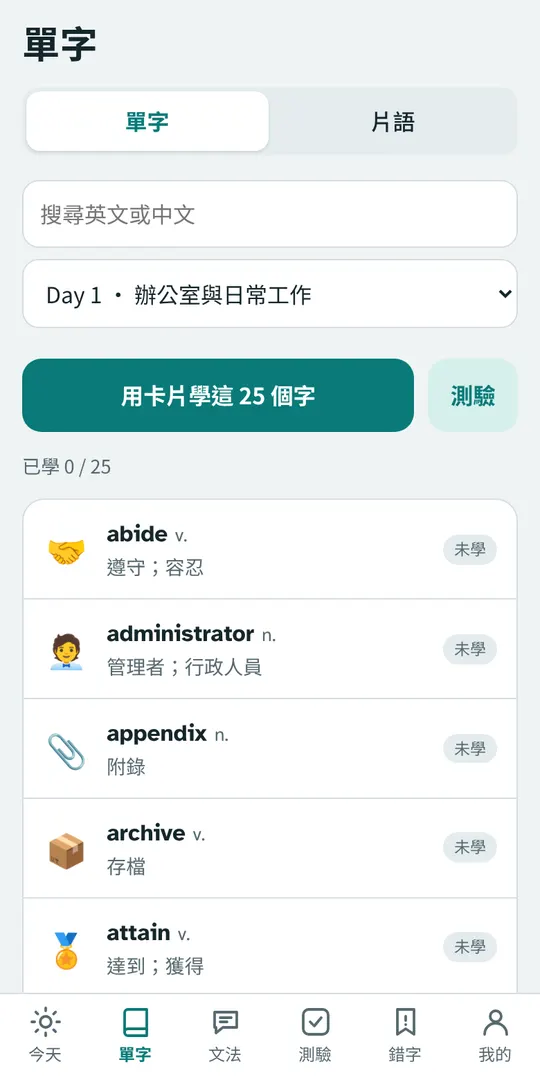 單字
單字
片語
搜尋英文或中文
Day 1 · 辦公室與日常工作
用卡片學這 25 個字
測驗
已學 0 / 25
abide v.
遵守；容忍
未學
administrator n.
管理者；行政人員
未學
appendix n.
附錄
未學
archive v.
存檔
未學
attain v.
達到；獲得
未學
今天
單字
文法
測驗
錯字
我的